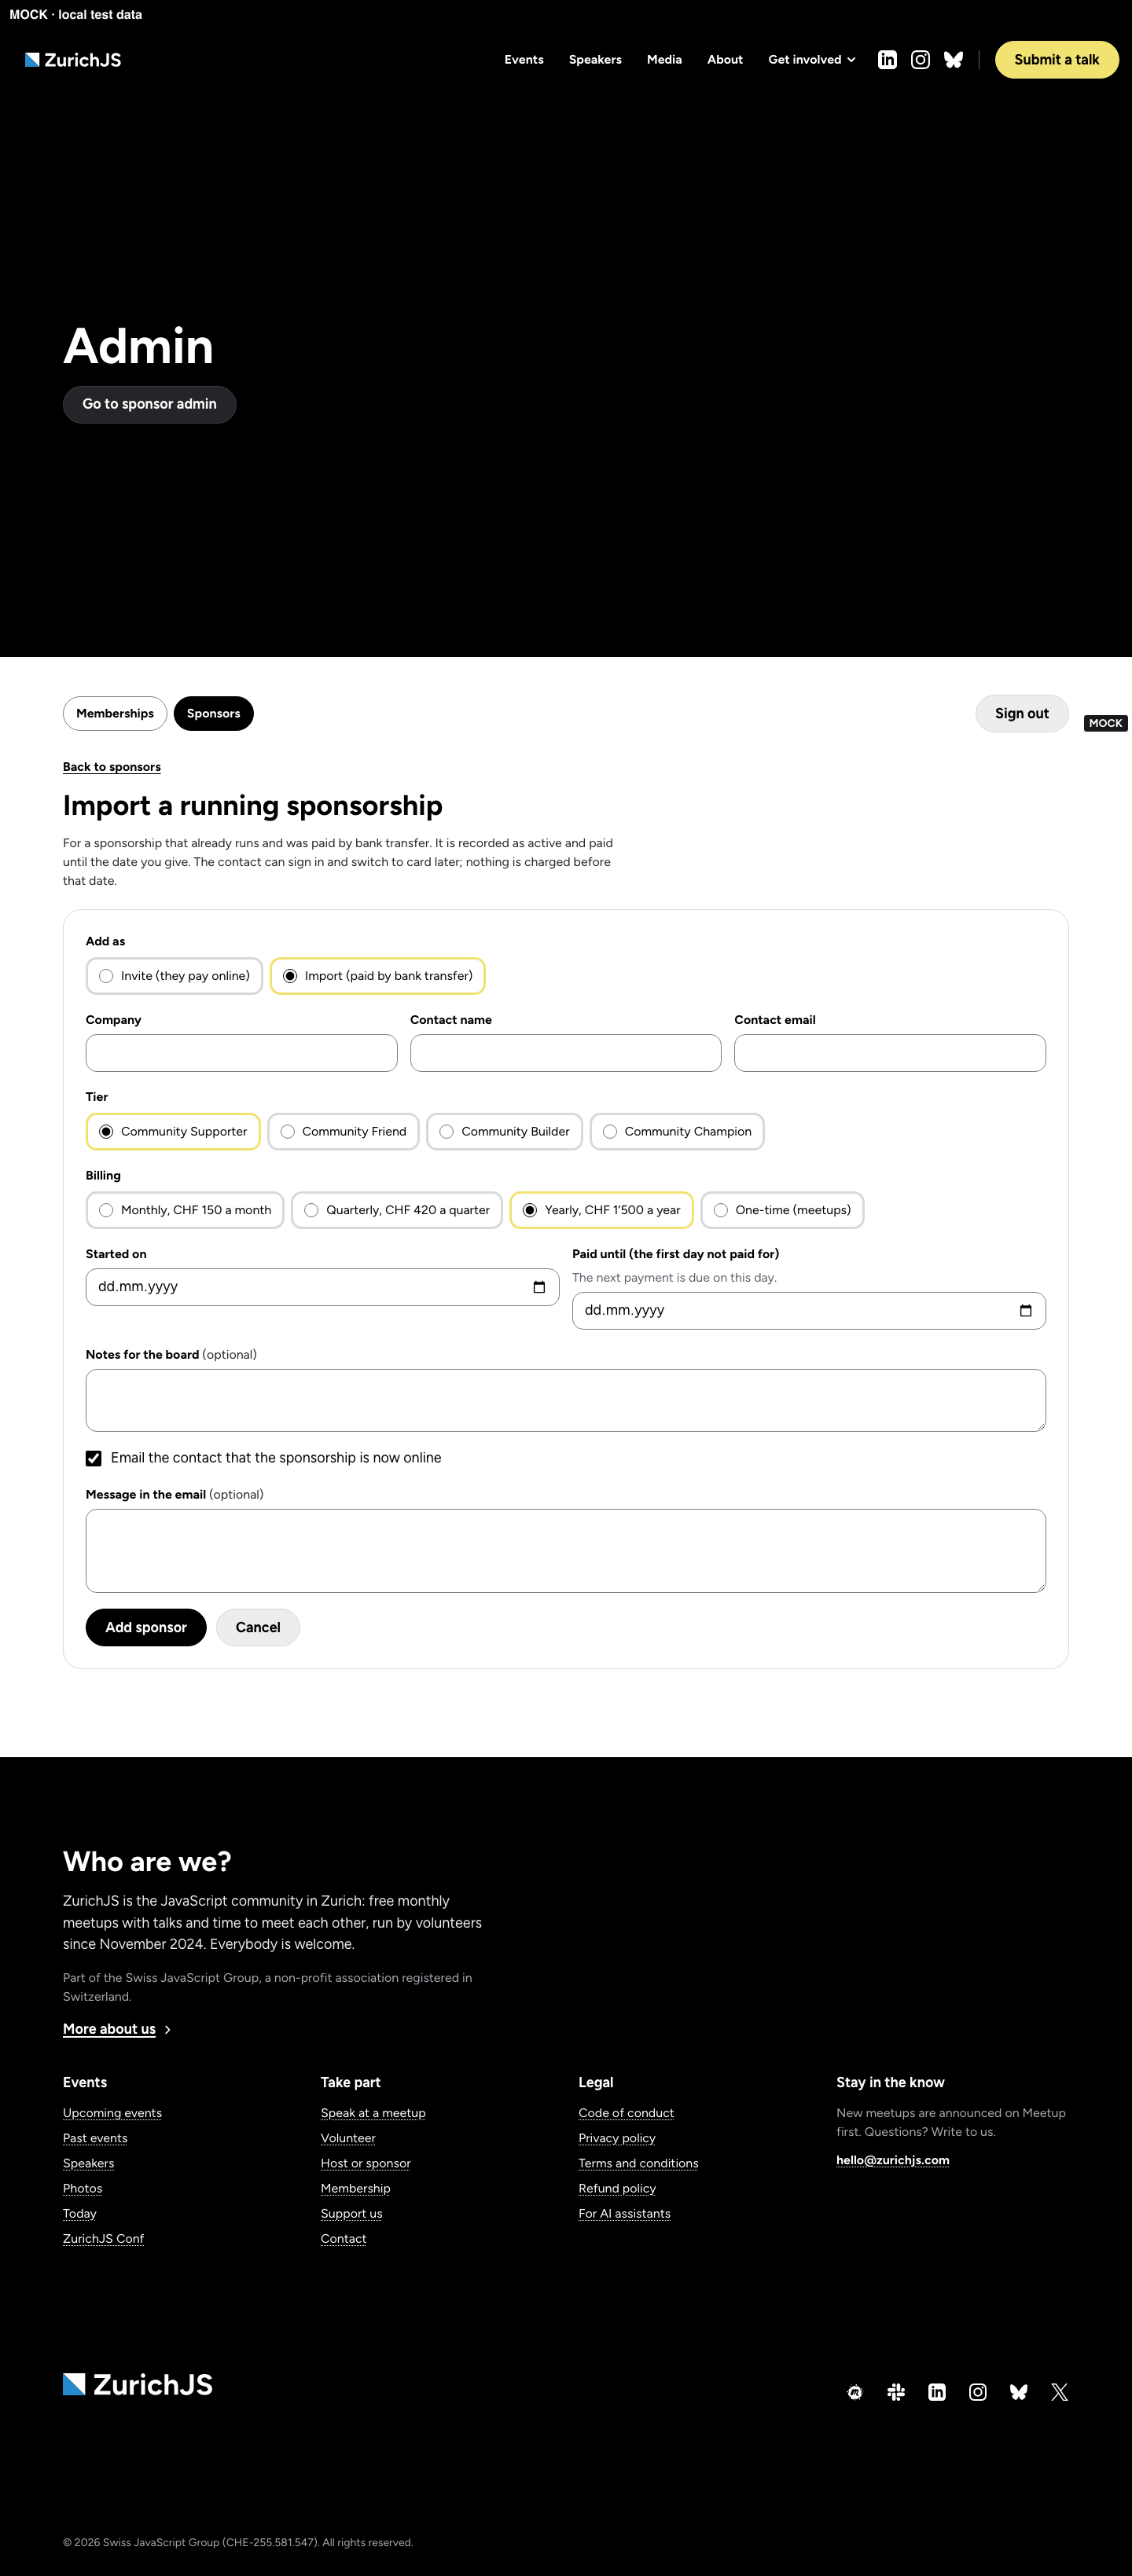 MOCK · local test data
ZurichJS
Events
Speakers
Media
About
Get involved
Submit a talk
Admin
Go to sponsor admin
Memberships
Sponsors
Sign out
MOCK
Back to sponsors
Import a running sponsorship
For a sponsorship that already runs and was paid by bank transfer. It is recorded as active and paid
until the date you give. The contact can sign in and switch to card later; nothing is charged before
that date.
Add as
Invite (they pay online)
Import (paid by bank transfer)
Company
Contact name
Contact email
Tier
Community Supporter
Community Friend
Community Builder
Community Champion
Billing
Monthly, CHF 150 a month
Quarterly, CHF 420 a quarter
Yearly, CHF 1’500 a year
One-time (meetups)
Started on
dd.mm.yyyy
Paid until (the first day not paid for)
The next payment is due on this day.
dd.mm.yyyy
Notes for the board (optional)
Email the contact that the sponsorship is now online
Message in the email (optional)
Add sponsor
Cancel
Who are we?
ZurichJS is the JavaScript community in Zurich: free monthly
meetups with talks and time to meet each other, run by volunteers
since November 2024. Everybody is welcome.
Part of the Swiss JavaScript Group, a non-profit association registered in
Switzerland.
More about us
Events
Upcoming events
Past events
Speakers
Photos
Today
ZurichJS Conf
Take part
Speak at a meetup
Volunteer
Host or sponsor
Membership
Support us
Contact
Legal
Code of conduct
Privacy policy
Terms and conditions
Refund policy
For AI assistants
Stay in the know
New meetups are announced on Meetup
first. Questions? Write to us.
hello@zurichjs.com
ZurichJS
© 2026 Swiss JavaScript Group (CHE-255.581.547). All rights reserved.